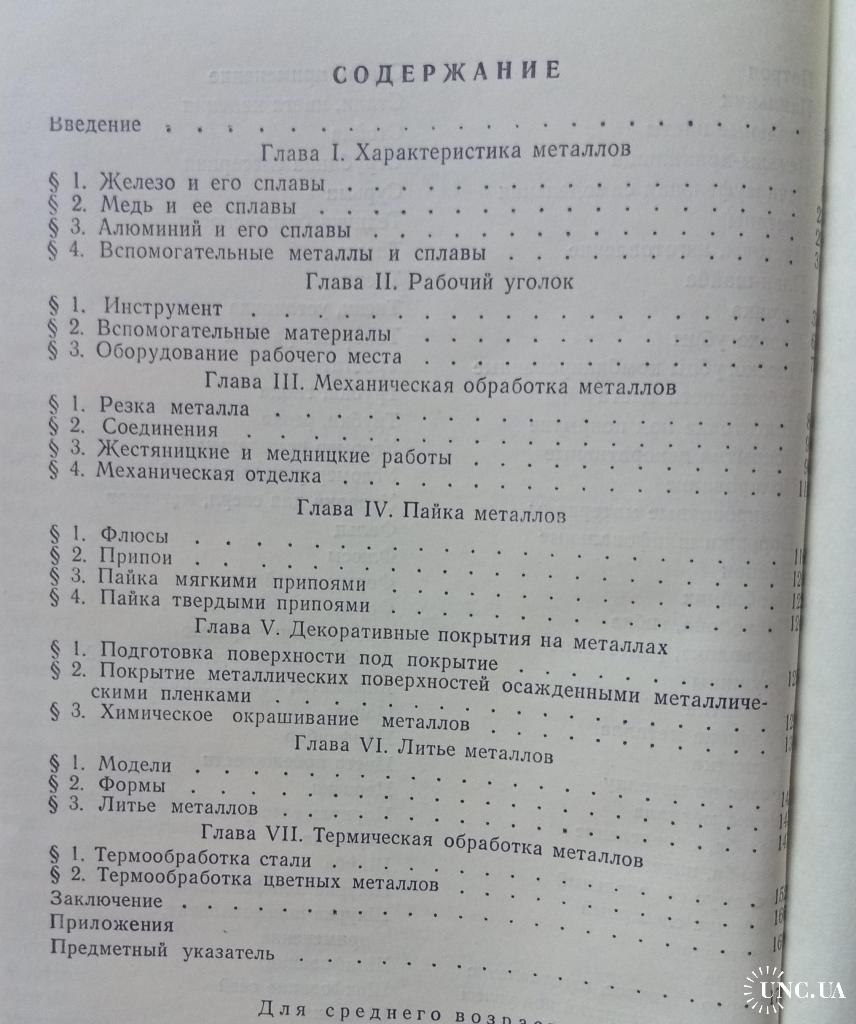 СОДЕРЖАНИЕ
Введение . . . . . . . . . . . . . . . . . . . .
Глава I. Характеристика металлов
§ 1. Железо и его сплавы . . . . . . . . . . . . . .
§ 2. Медь и ее сплавы . . . . . . . . . . . . . . .
§ 3. Алюминий и его сплавы . . . . . . . . . . . . .
§ 4. Вспомогательные металлы и сплавы . . . . . . . .
Глава II. Рабочий уголок
§ 1. Инструмент . . . . . . . . . . . . . . . . .
§ 2. Вспомогательные материалы . . . . . . . . . . .
§ 3. Оборудование рабочего места . . . . . . . . . .
Глава III. Механическая обработка металлов
§ 1. Резка металла . . . . . . . . . . . . . . . .
§ 2. Соединения . . . . . . . . . . . . . . . . .
§ 3. Жестяницкие и медницкие работы . . . . . . . . .
§ 4. Механическая отделка . . . . . . . . . . . . .
Глава IV. Пайка металлов
§ 1. Флюсы . . . . . . . . . . . . . . . . . . .
§ 2. Припои . . . . . . . . . . . . . . . . . . .
§ 3. Пайка мягкими припоями . . . . . . . . . . . .
§ 4. Пайка твердыми припоями . . . . . . . . . . . .
Глава V. Декоративные покрытия на металлах
§ 1. Подготовка поверхности под покрытие . . . . . . .
§ 2. Покрытие металлических поверхностей осажденными металличе-
скими пленками . . . . . . . . . . . . . . . .
§ 3. Химическое окрашивание металлов . . . . . . . . .
Глава VI. Литье металлов
§ 1. Модели . . . . . . . . . . . . . . . . . . .
§ 2. Формы . . . . . . . . . . . . . . . . . . .
§ 3. Литье металлов . . . . . . . . . . . . . . . .
Глава VII. Термическая обработка металлов
§ 1. Термообработка стали . . . . . . . . . . . . .
§ 2. Термообработка цветных металлов . . . . . . . . .
Заключение . . . . . . . . . . . . . . . . . . .
Приложения
Предметный указатель . . . . . . . . . . . . . . .
Для среднего
UNC.UA